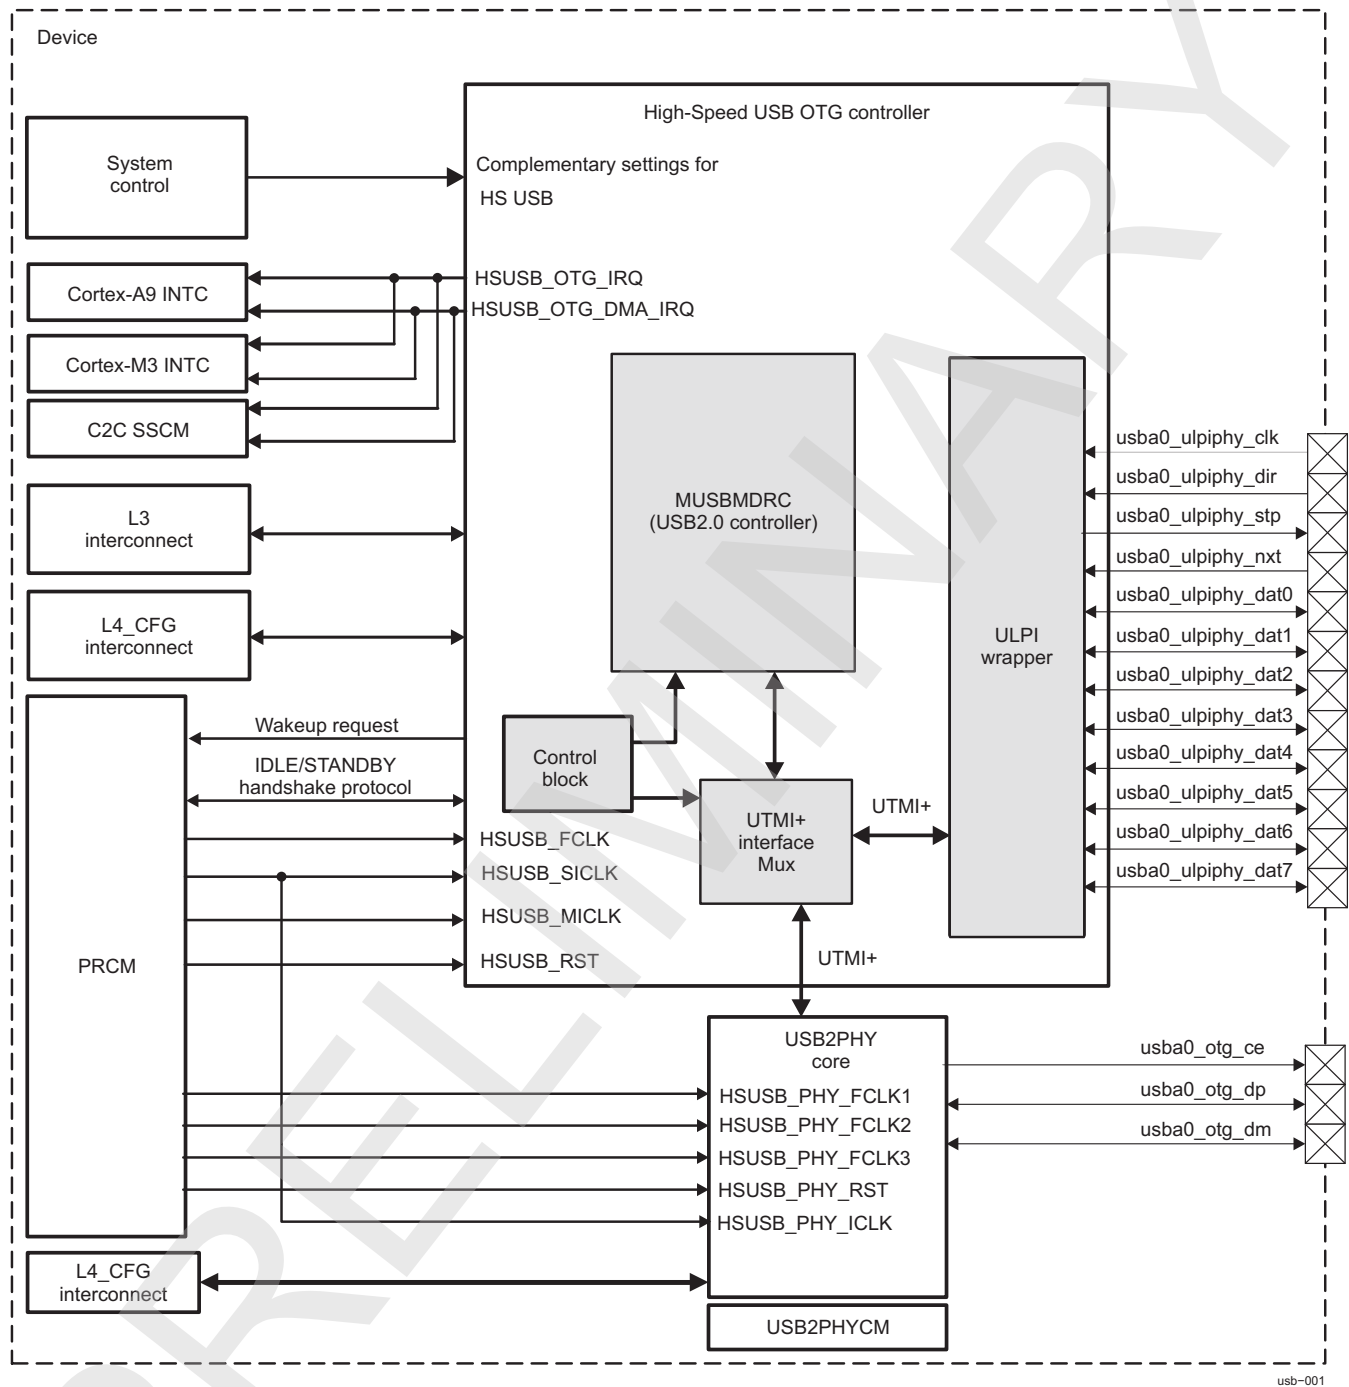 Device
High-Speed USB OTG controller
System
control
Complementary settings for
HS USB
Cortex-A9 INTC
HSUSB_OTG_IRQ
HSUSB_OTG_DMA_IRQ
Cortex-M3 INTC
C2C SSCM
L3
interconnect
L4_CFG
interconnect
MUSBMDRC
(USB2.0 controller)
ULPI
wrapper
usba0_ulpiphy_clk
usba0_ulpiphy_dir
usba0_ulpiphy_stp
usba0_ulpiphy_nxt
usba0_ulpiphy_dat0
usba0_ulpiphy_dat1
usba0_ulpiphy_dat2
usba0_ulpiphy_dat3
usba0_ulpiphy_dat4
usba0_ulpiphy_dat5
usba0_ulpiphy_dat6
usba0_ulpiphy_dat7
Wakeup request
IDLE/STANDBY
handshake protocol
Control
block
UTMI+
interface
Mux
UTMI+
HSUSB_FCLK
HSUSB_SICLK
HSUSB_MICLK
HSUSB_RST
PRCM
UTMI+
USB2PHY
core
HSUSB_PHY_FCLK1
HSUSB_PHY_FCLK2
HSUSB_PHY_FCLK3
HSUSB_PHY_RST
HSUSB_PHY_ICLK
usba0_otg_ce
usba0_otg_dp
usba0_otg_dm
L4_CFG
interconnect
USB2PHYCM
usb−001
PRELIMINARY